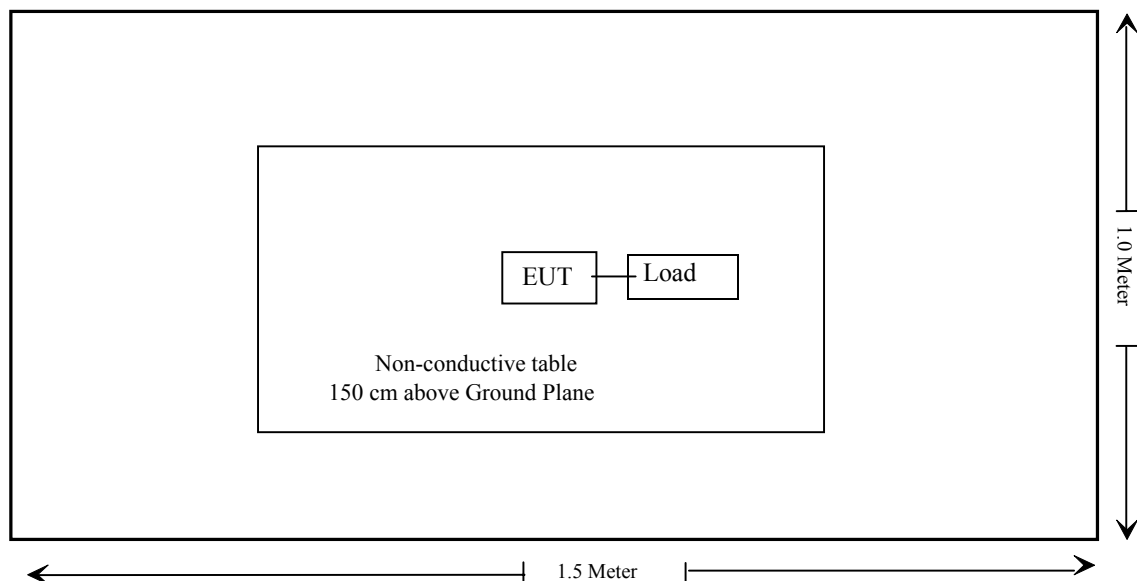 EUT
Load
Non-conductive table
150 cm above Ground Plane
1.0 Meter
1.5 Meter